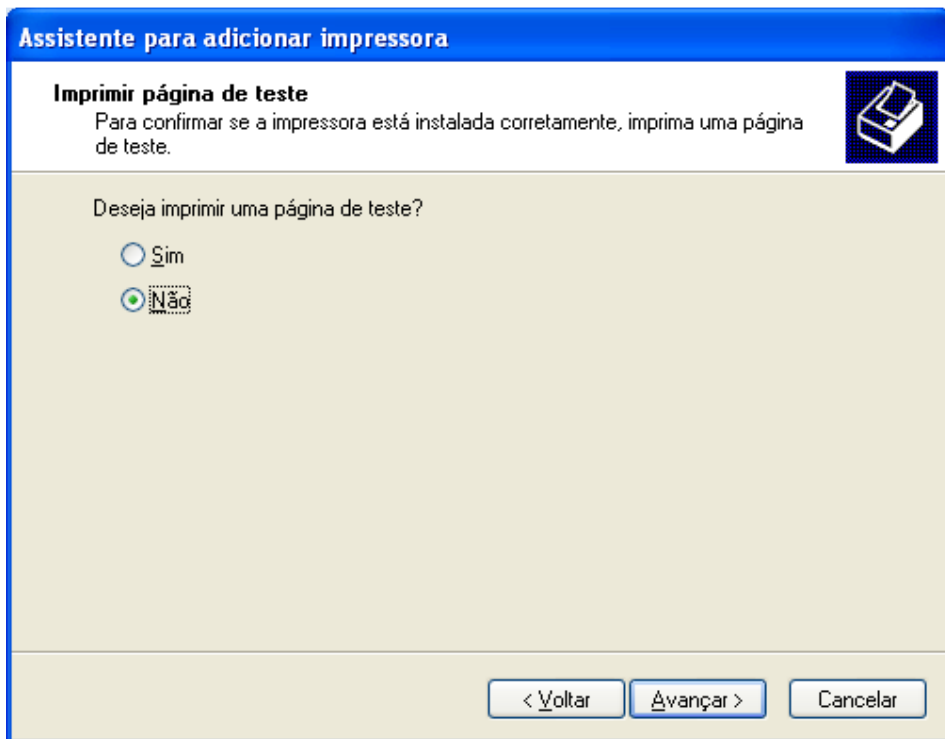 Assistente para adicionar impressora
Imprimir página de teste
Para confirmar se a impressora está instalada corretamente, imprima uma página
de teste.
Deseja imprimir uma página de teste?
Sim
Não
< Voltar
Avançar >
Cancelar